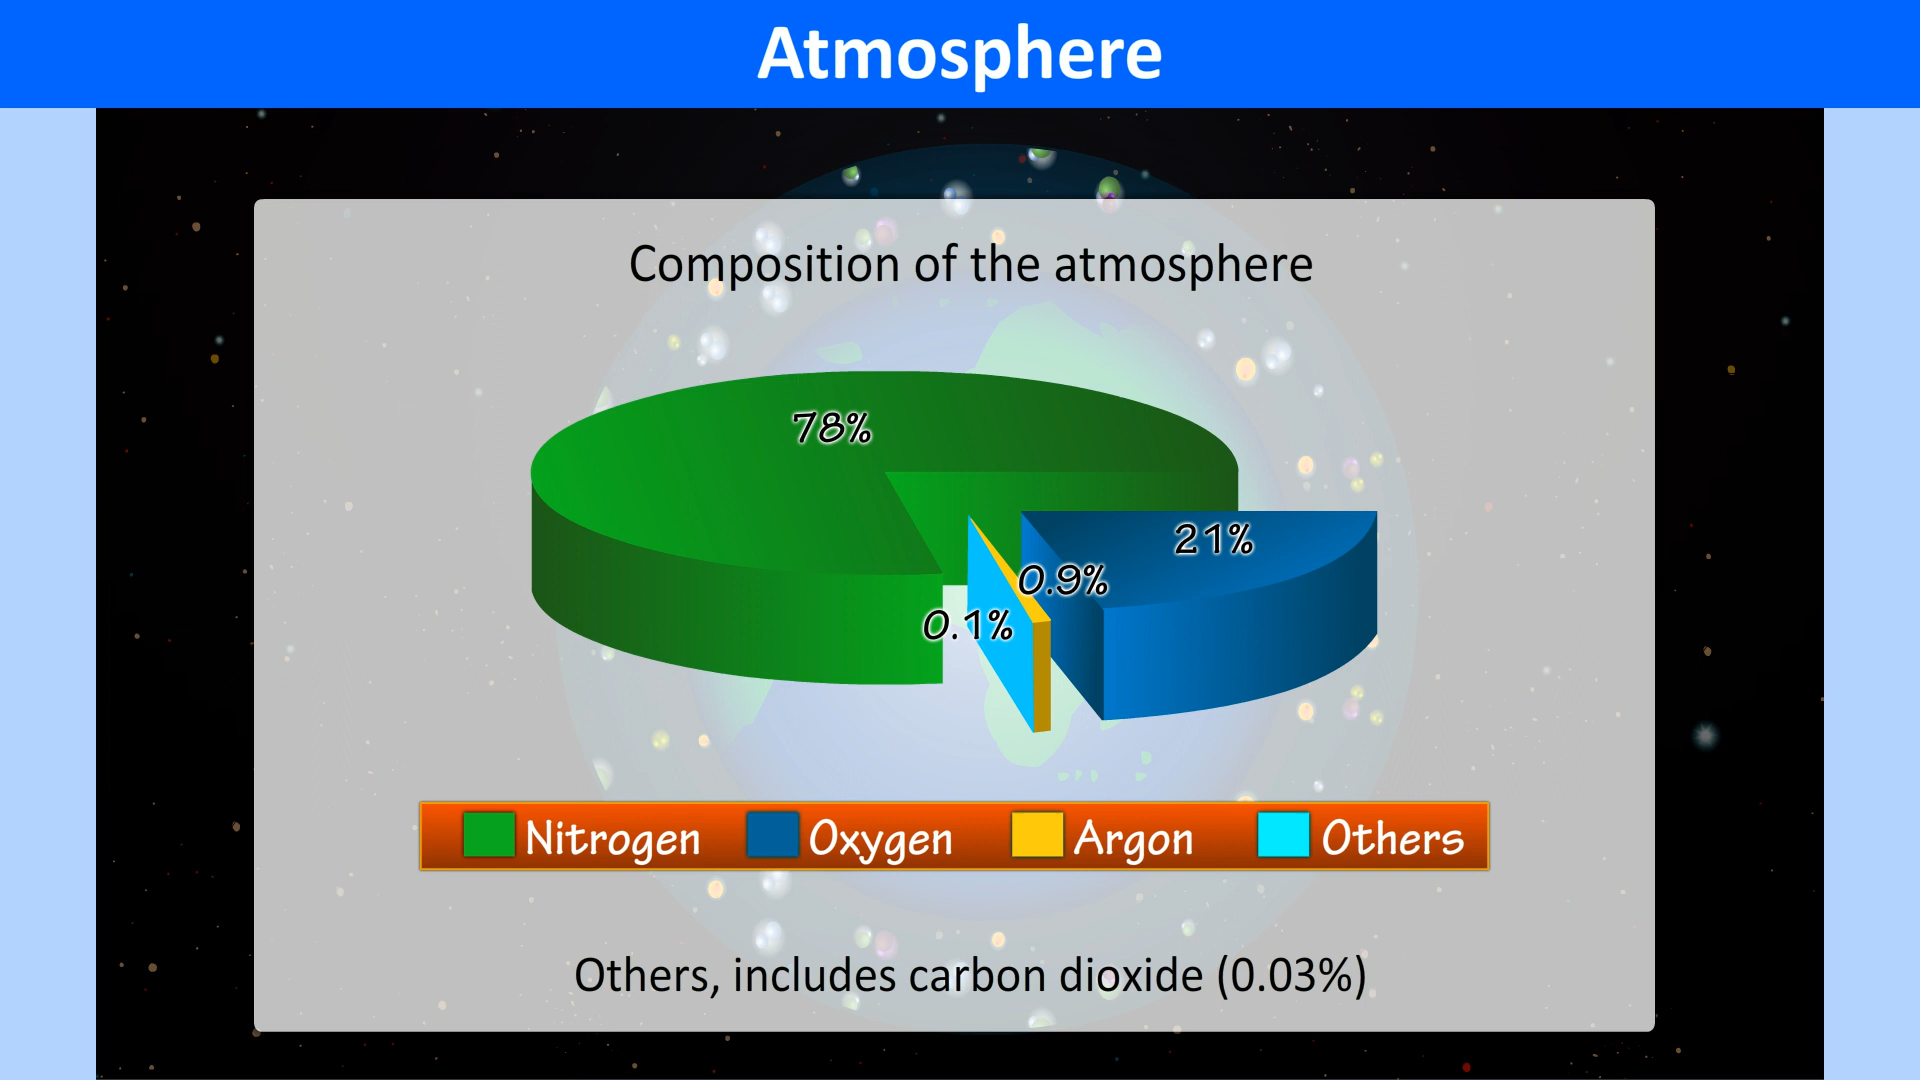 Atmosphere
Composition of the atmosphere
78%
21%
0.9%
0.1%
Nitrogen Oxygen Argon Others
Others, includes carbon dioxide (0.03%)